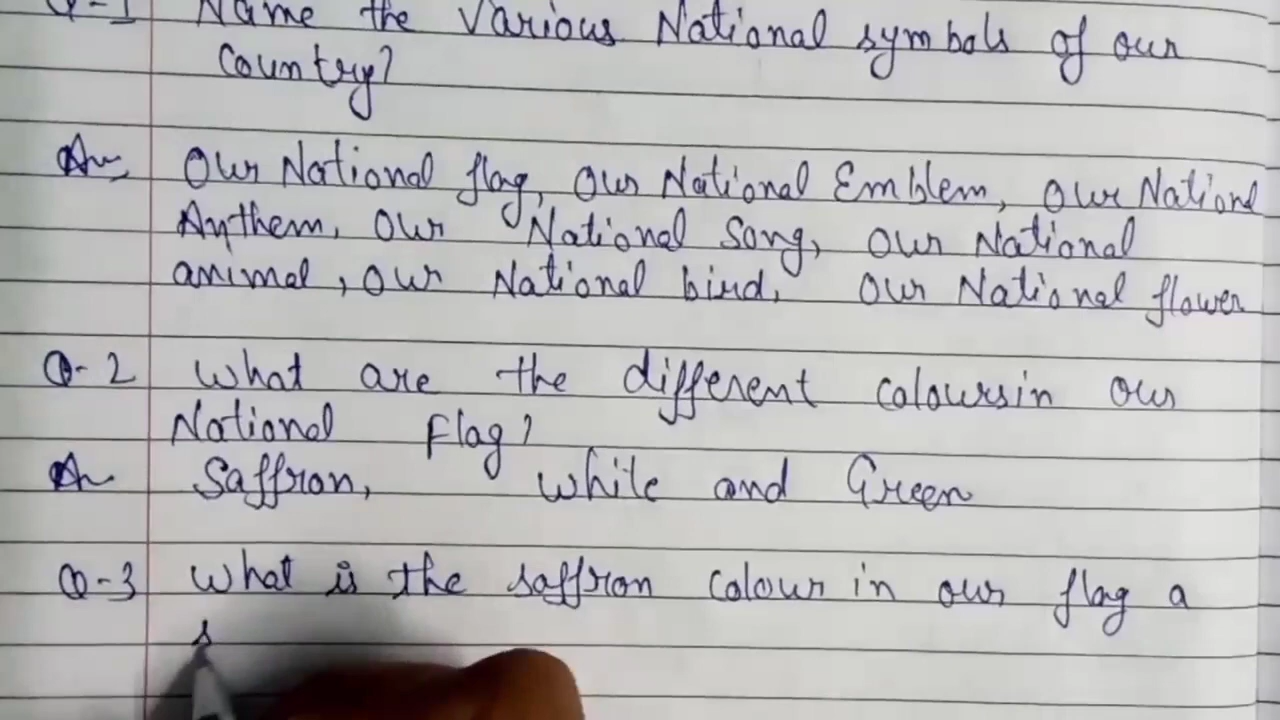 Q-1 Name the Various National symbols of our
Country?
Ans Our National flag, Our National Emblem, Our National
Anthem, Our National Song, Our National
animal, Our National bird, Our National flower
Q-2 What are the different coloursin our
National Flag?
An Saffron, White and Green
Q-3 What is the saffron colour in our flag a
s